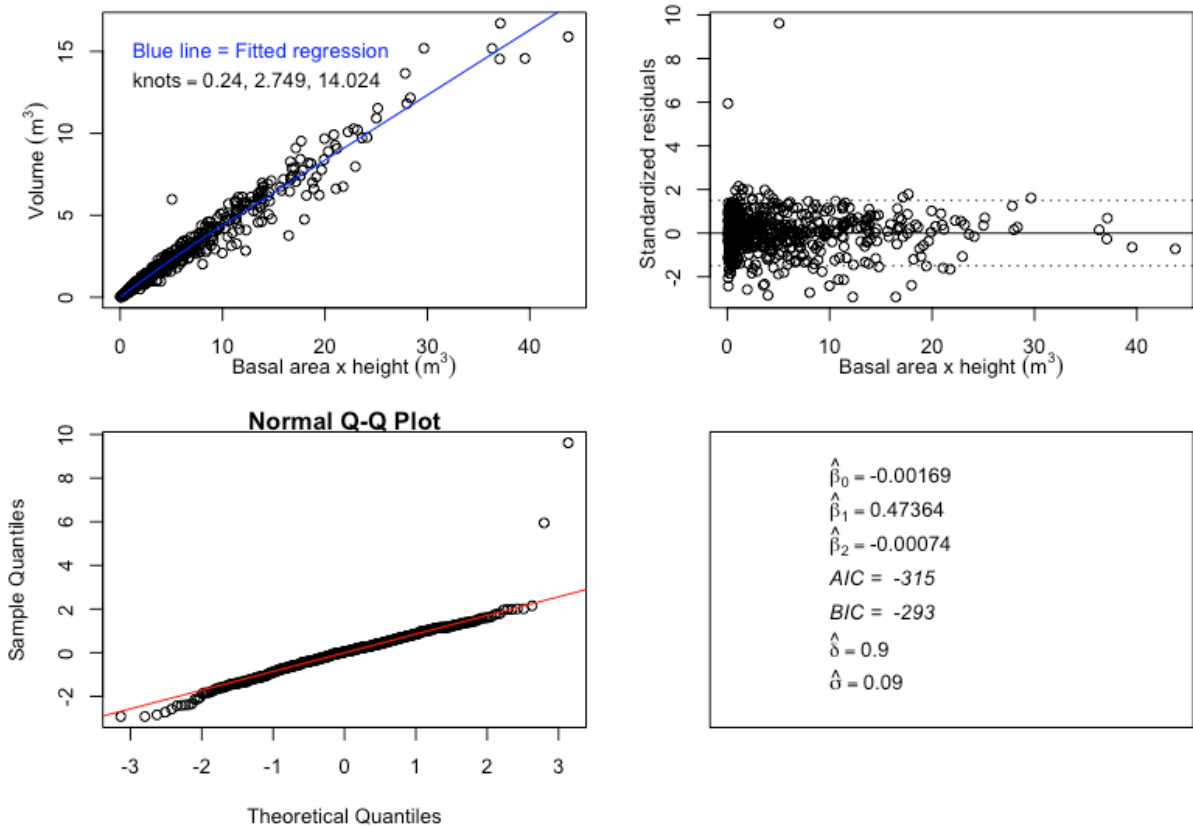 Blue line = Fitted regression
knots = 0.24, 2.749, 14.024
Volume (m³)
15
10
5
0
0 10 20 30 40
Basal area x height (m³)
Standardized residuals
10
8
6
4
2
0
-2
0 10 20 30 40
Basal area x height (m³)
Normal Q-Q Plot
Sample Quantiles
10
8
6
4
2
0
-2
-3 -2 -1 0 1 2 3
Theoretical Quantiles
β̂₀ = -0.00169
β̂₁ = 0.47364
β̂₂ = -0.00074
AIC = -315
BIC = -293
δ̂ = 0.9
σ̂ = 0.09